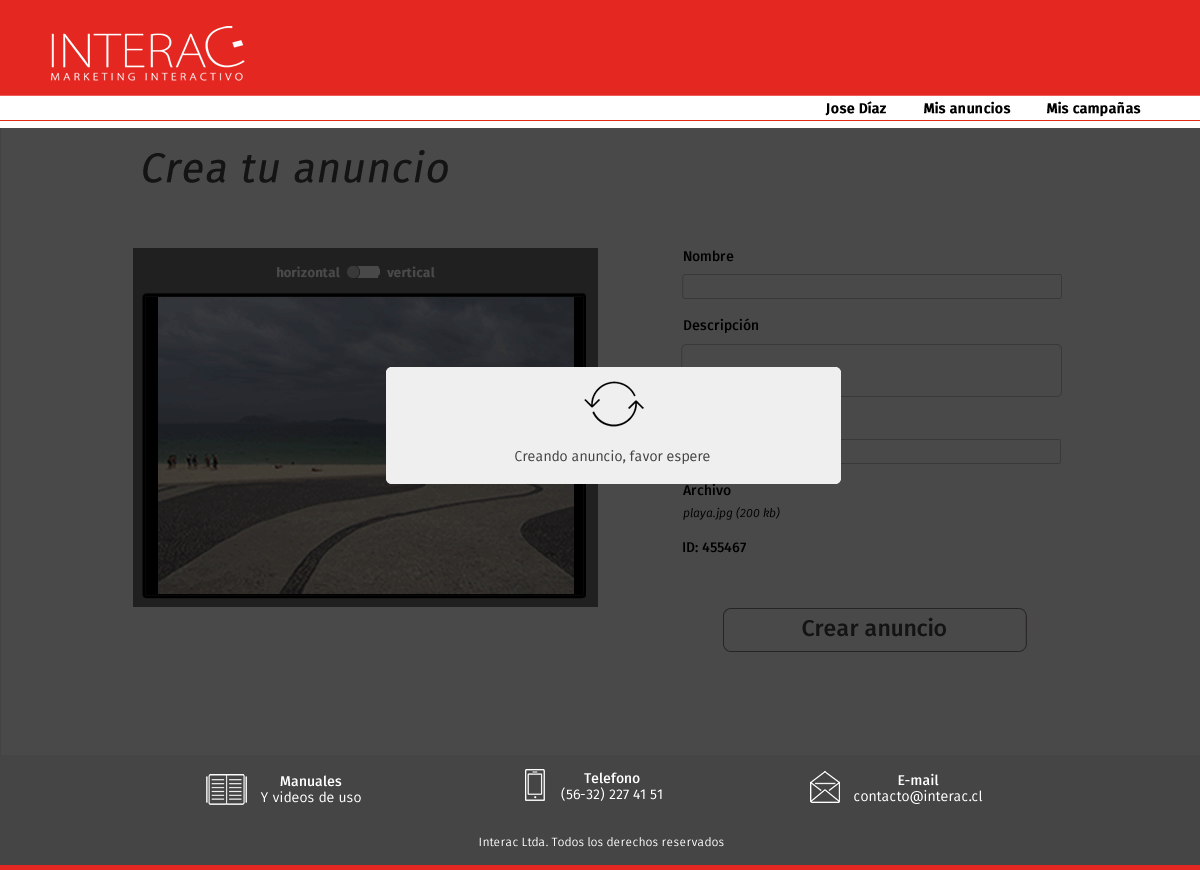 INTERAC
MARKETING INTERACTIVO
Jose Díaz Mis anuncios Mis campañas
Crea tu anuncio
horizontal vertical
Nombre
Descripción
Creando anuncio, favor espere
Archivo
playa.jpg (200 kb)
ID: 455467
Crear anuncio
Manuales
Y videos de uso
Telefono
(56-32) 227 41 51
E-mail
contacto@interac.cl
Interac Ltda. Todos los derechos reservados